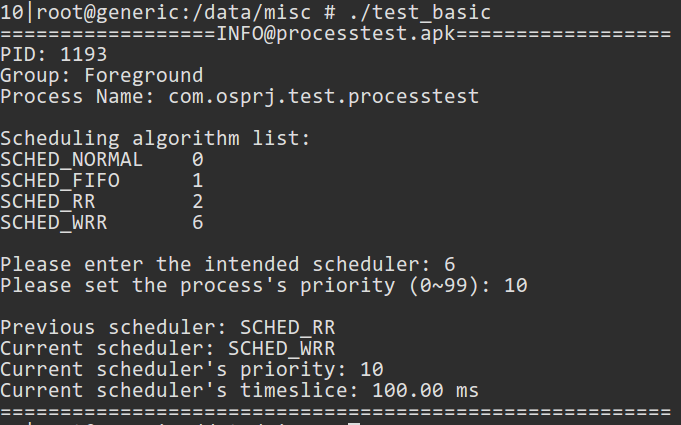 10|root@generic:/data/misc # ./test_basic
==================INFO@processtest.apk==================
PID: 1193
Group: Foreground
Process Name: com.osprj.test.processtest
Scheduling algorithm list:
SCHED_NORMAL    0
SCHED_FIFO      1
SCHED_RR        2
SCHED_WRR       6
Please enter the intended scheduler: 6
Please set the process's priority (0~99): 10
Previous scheduler: SCHED_RR
Current scheduler: SCHED_WRR
Current scheduler's priority: 10
Current scheduler's timeslice: 100.00 ms
========================================================